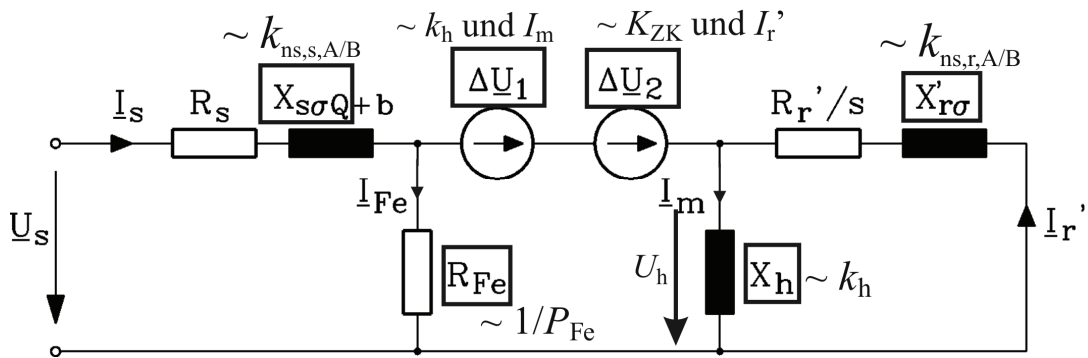 ~ k_ns,s,A/B
~ k_h und I_m
~ K_ZK und I_r'
~ k_ns,r,A/B
I_s
R_s
X_sσQ+b
ΔU_1
ΔU_2
R_r'/s
X'_rσ
I_Fe
I_m
I_r'
U_s
R_Fe
U_h
X_h ~ k_h
~ 1/P_Fe